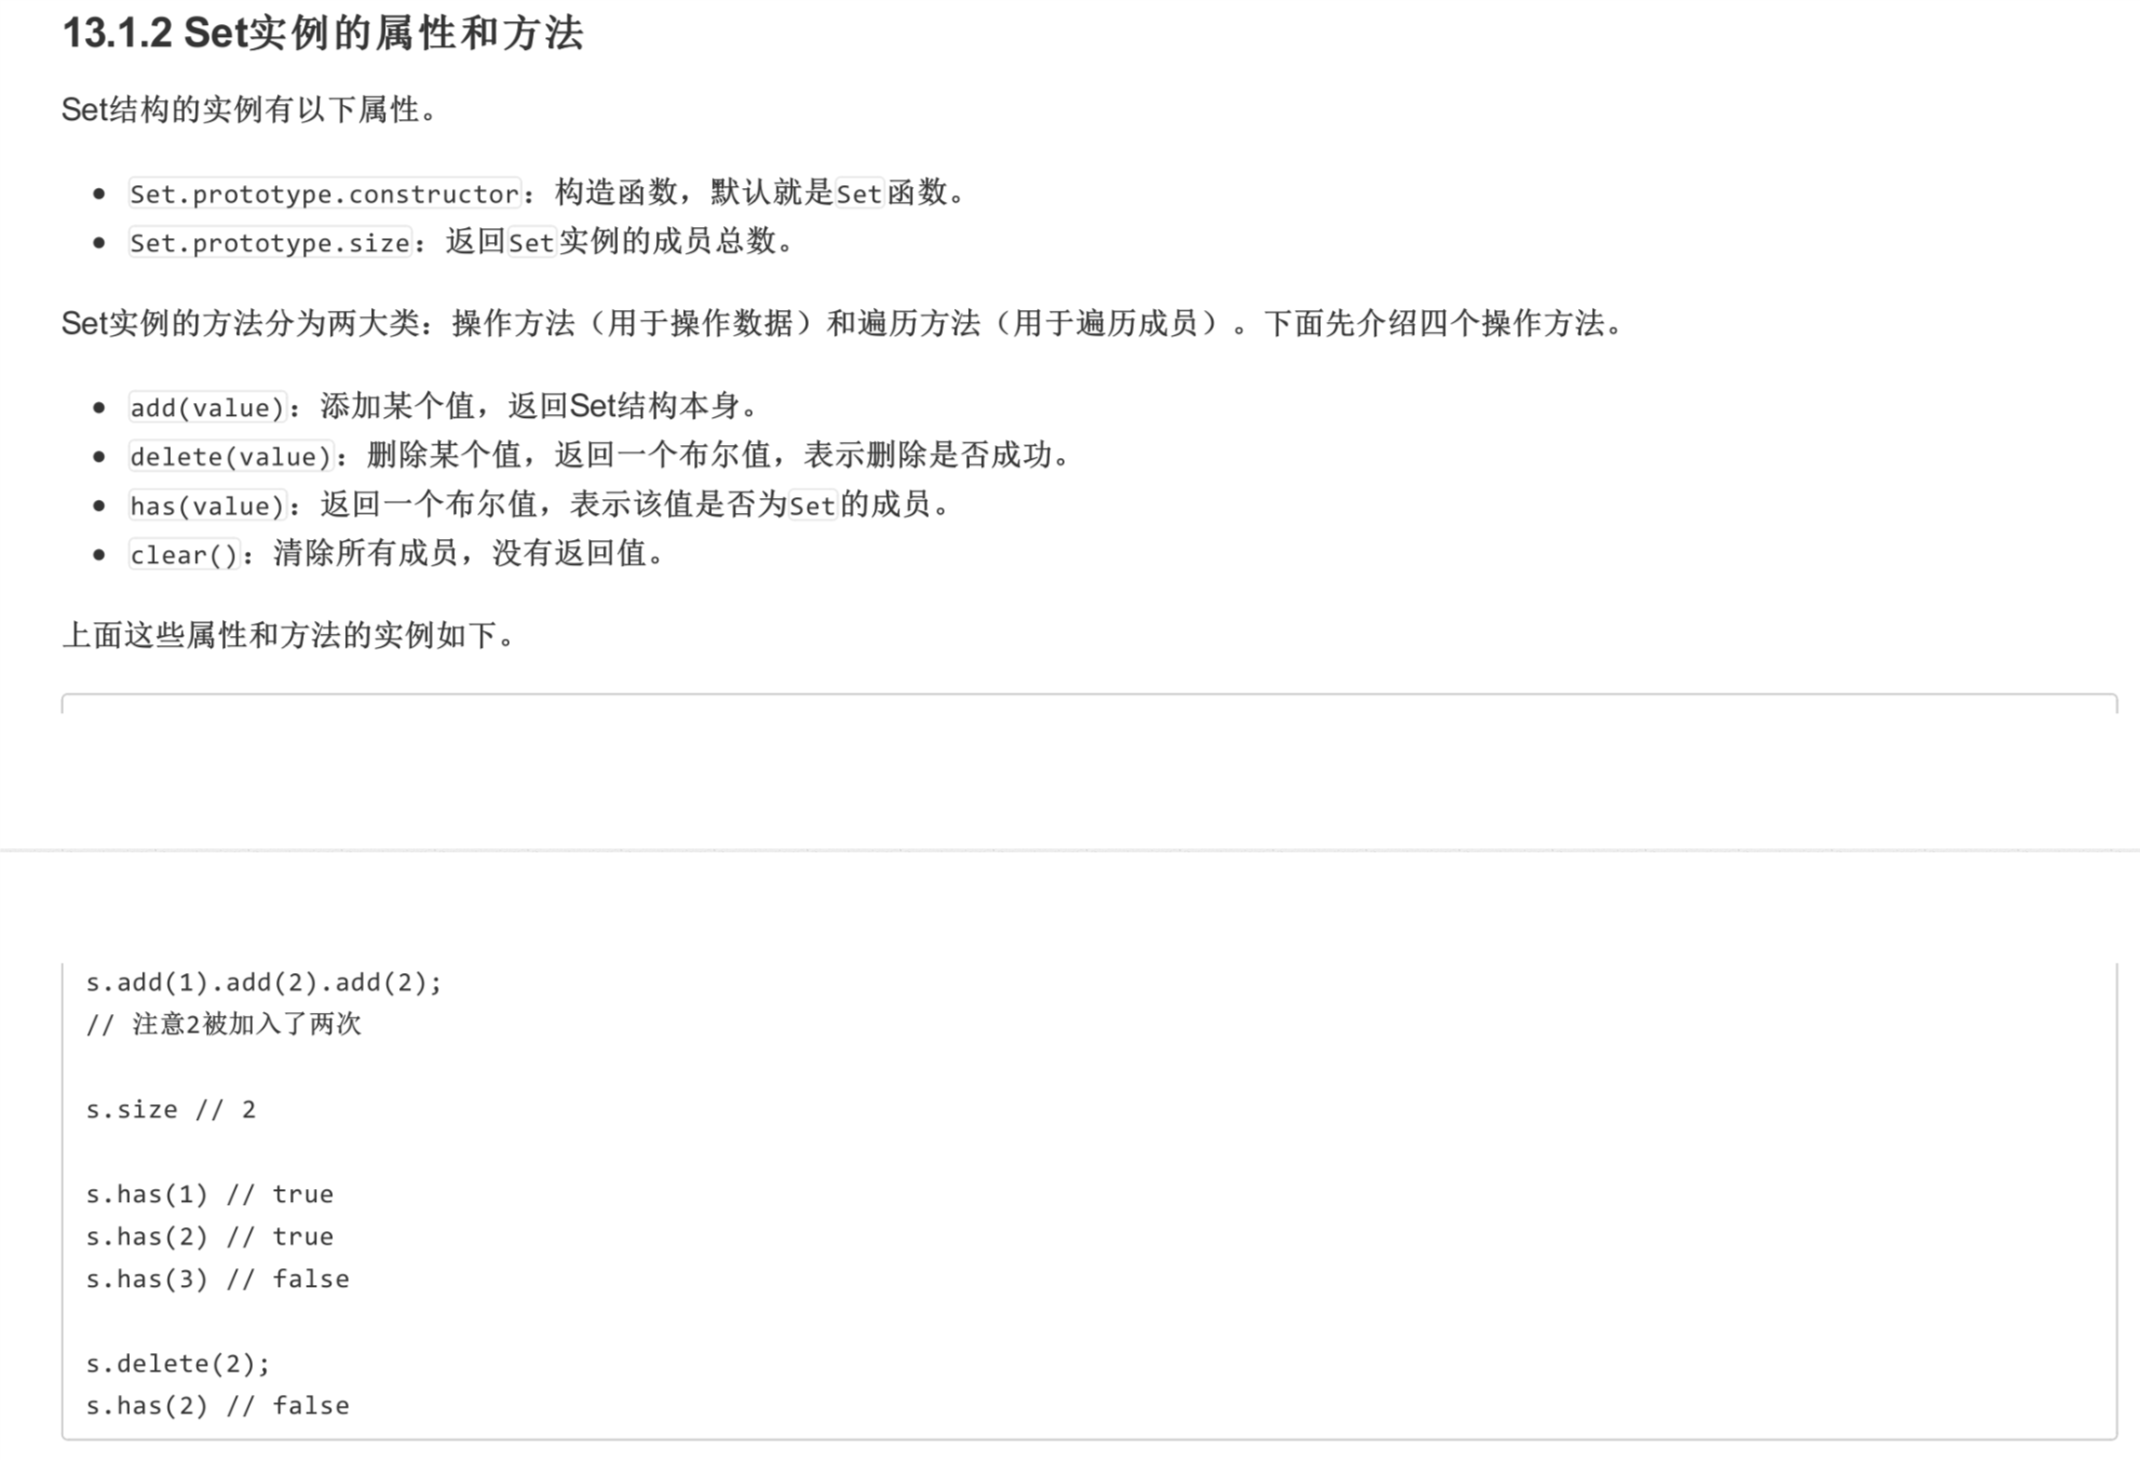 13.1.2 Set实例的属性和方法
Set结构的实例有以下属性。
Set.prototype.constructor：构造函数，默认就是Set函数。
Set.prototype.size：返回Set实例的成员总数。
Set实例的方法分为两大类：操作方法（用于操作数据）和遍历方法（用于遍历成员）。下面先介绍四个操作方法。
add(value)：添加某个值，返回Set结构本身。
delete(value)：删除某个值，返回一个布尔值，表示删除是否成功。
has(value)：返回一个布尔值，表示该值是否为Set的成员。
clear()：清除所有成员，没有返回值。
上面这些属性和方法的实例如下。
s.add(1).add(2).add(2);
// 注意2被加入了两次
s.size // 2
s.has(1) // true
s.has(2) // true
s.has(3) // false
s.delete(2);
s.has(2) // false